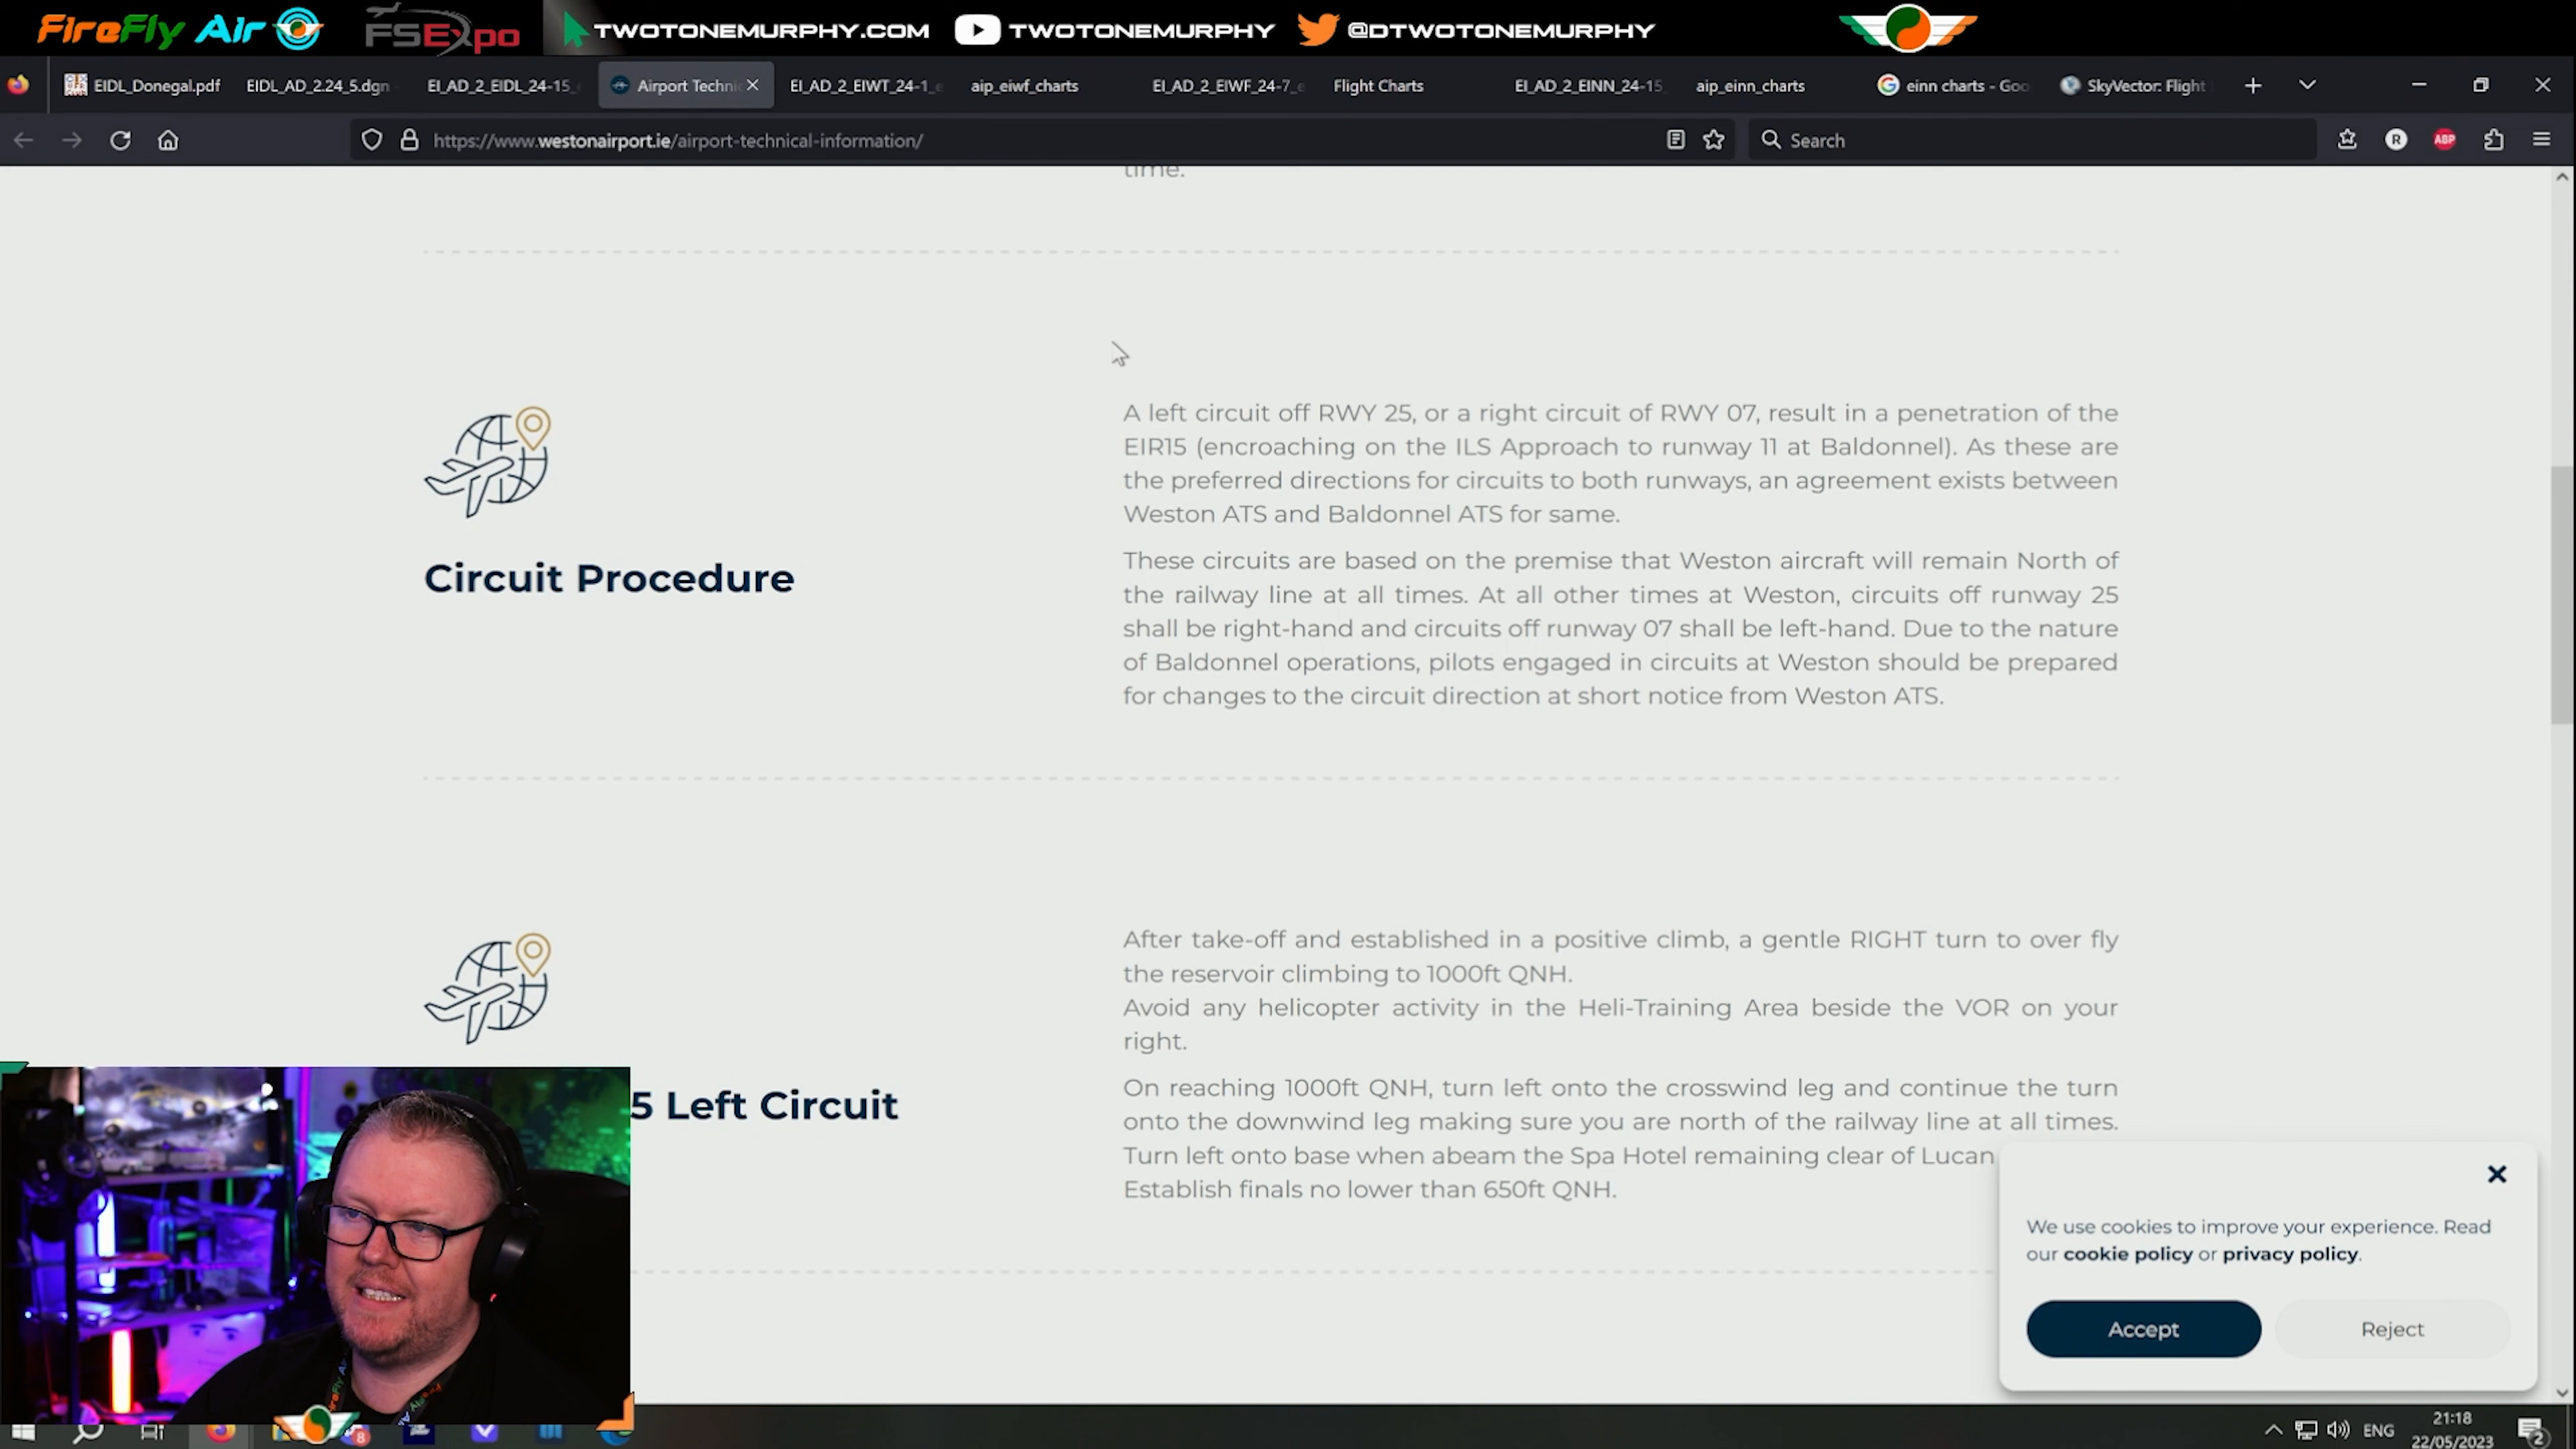 FireFly Air FSExpo TWOTONEMURPHY.COM TWOTONEMURPHY @DTWOTONEMURPHY
EIDL_Donegal.pdf EIDL_AD_2.24_5.dgn EI_AD_2_EIDL_24-15_ Airport Techni EI_AD_2_EIWT_24-1_ aip_eiwf_charts EI_AD_2_EIWF_24-7_e Flight Charts EI_AD_2_EINN_24-15_ aip_einn_charts einn charts - Goo SkyVector: Flight
https://www.westonairport.ie/airport-technical-information/ Search R ABP
time.
A left circuit off RWY 25, or a right circuit of RWY 07, result in a penetration of the
EIR15 (encroaching on the ILS Approach to runway 11 at Baldonnel). As these are
the preferred directions for circuits to both runways, an agreement exists between
Weston ATS and Baldonnel ATS for same.
Circuit Procedure
These circuits are based on the premise that Weston aircraft will remain North of
the railway line at all times. At all other times at Weston, circuits off runway 25
shall be right-hand and circuits off runway 07 shall be left-hand. Due to the nature
of Baldonnel operations, pilots engaged in circuits at Weston should be prepared
for changes to the circuit direction at short notice from Weston ATS.
After take-off and established in a positive climb, a gentle RIGHT turn to over fly
the reservoir climbing to 1000ft QNH.
Avoid any helicopter activity in the Heli-Training Area beside the VOR on your
right.
5 Left Circuit
On reaching 1000ft QNH, turn left onto the crosswind leg and continue the turn
onto the downwind leg making sure you are north of the railway line at all times.
Turn left onto base when abeam the Spa Hotel remaining clear of Lucan
Establish finals no lower than 650ft QNH.
We use cookies to improve your experience. Read
our cookie policy or privacy policy.
Accept Reject
8
ENG
21:18
22/05/2023
2